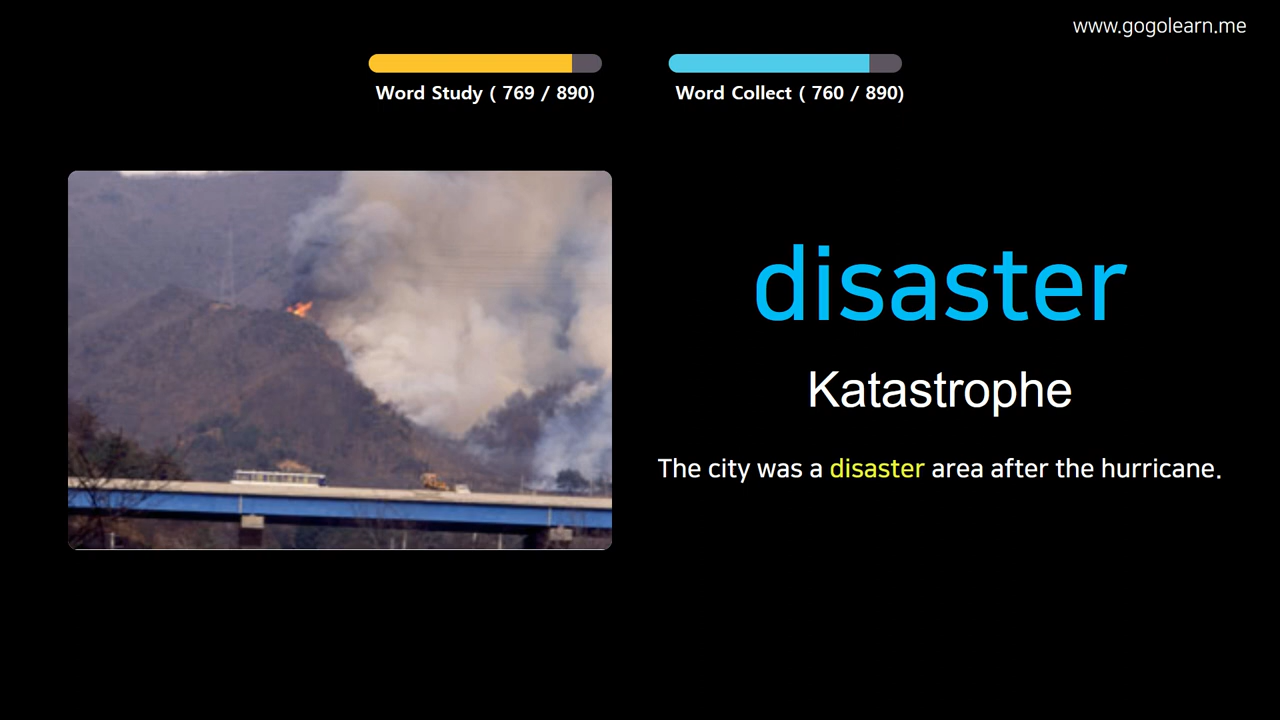 www.gogolearn.me
Word Study ( 769 / 890)
Word Collect ( 760 / 890)
disaster
Katastrophe
The city was a disaster area after the hurricane.